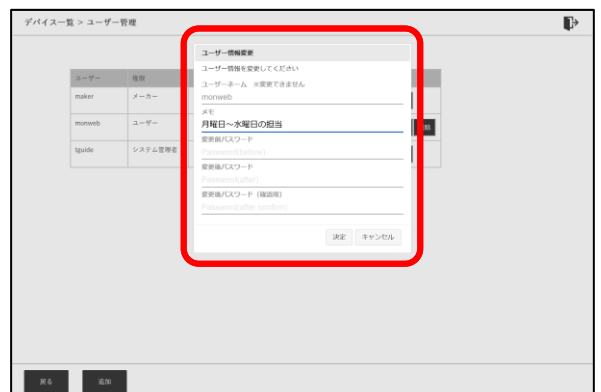 デバイス一覧 > ユーザー管理
ユーザー情報変更
ユーザー情報を変更してください
ユーザー 権限
ユーザーネーム ※変更できません
maker メーカー
monweb
メモ
月曜日～水曜日の担当
monweb ユーザー
変更前パスワード
Password(before)
tguide システム管理者
変更後パスワード
Password(after)
変更後パスワード (確認用)
Password(after confirm)
決定 キャンセル
戻る 追加